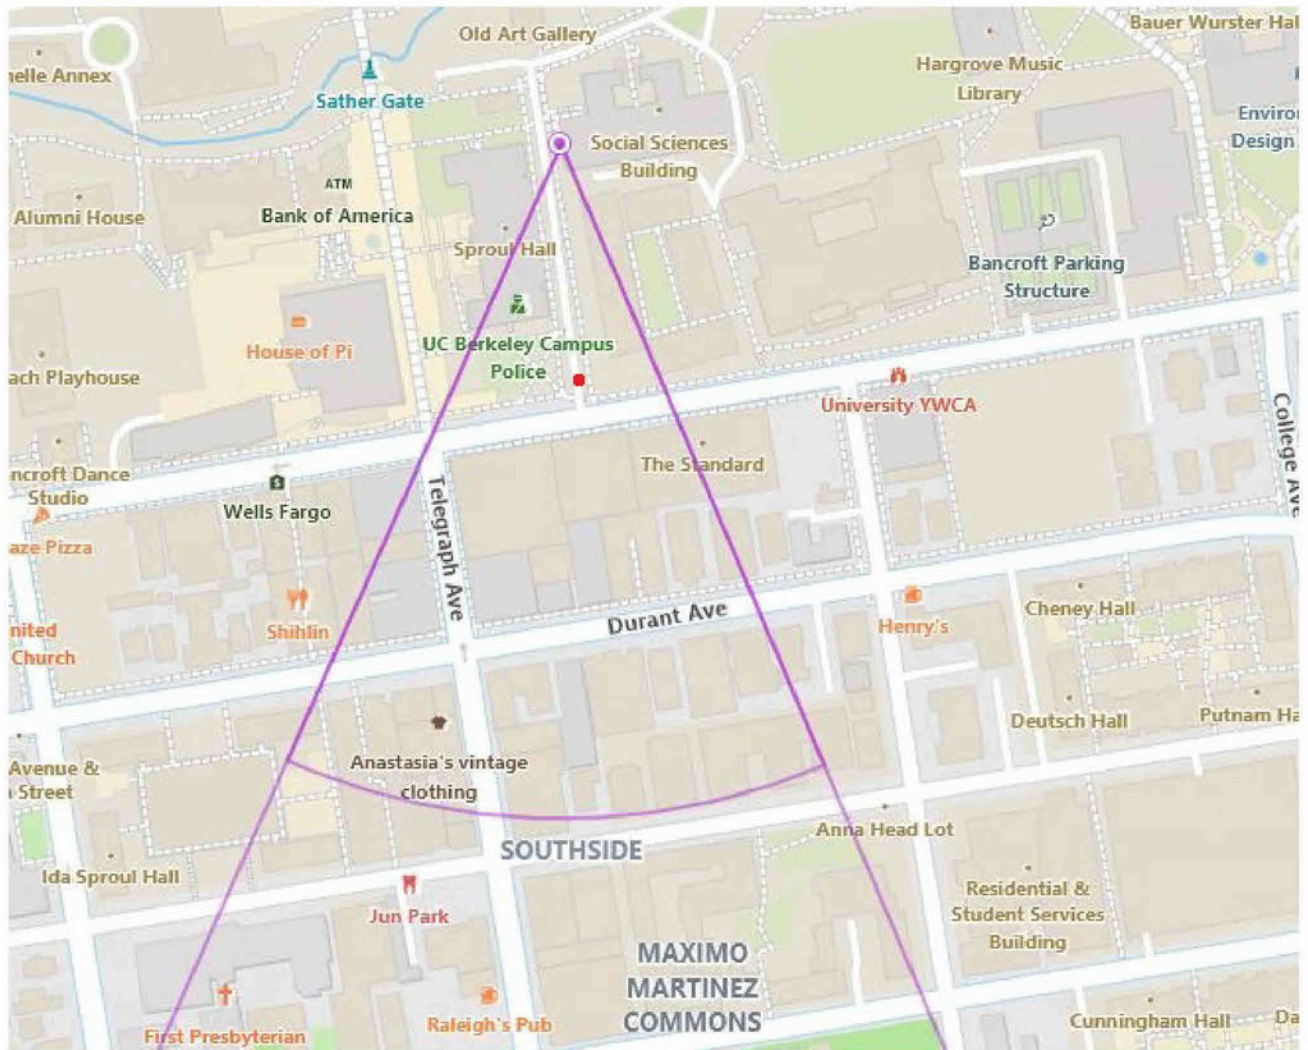 Old Art Gallery
Bauer Wurster Hal
nelle Annex
Hargrove Music
Library
Sather Gate
Enviro
Design
Social Sciences
Building
ATM
Bank of America
Alumni House
Sproul Hall
Bancroft Parking
Structure
UC Berkeley Campus
Police
House of Pi
ach Playhouse
University YWCA
College Ave
ncroft Dance
Studio
The Standard
Wells Fargo
Telegraph Ave
aze Pizza
Durant Ave
Cheney Hall
Shihlin
Henry's
nited
Church
Deutsch Hall
Putnam Ha
Anastasia's vintage
clothing
Avenue &
Street
Anna Head Lot
SOUTHSIDE
Ida Sproul Hall
Residential &
Student Services
Building
Jun Park
MAXIMO
MARTINEZ
COMMONS
Raleigh's Pub
First Presbyterian
Cunningham Hall
Da